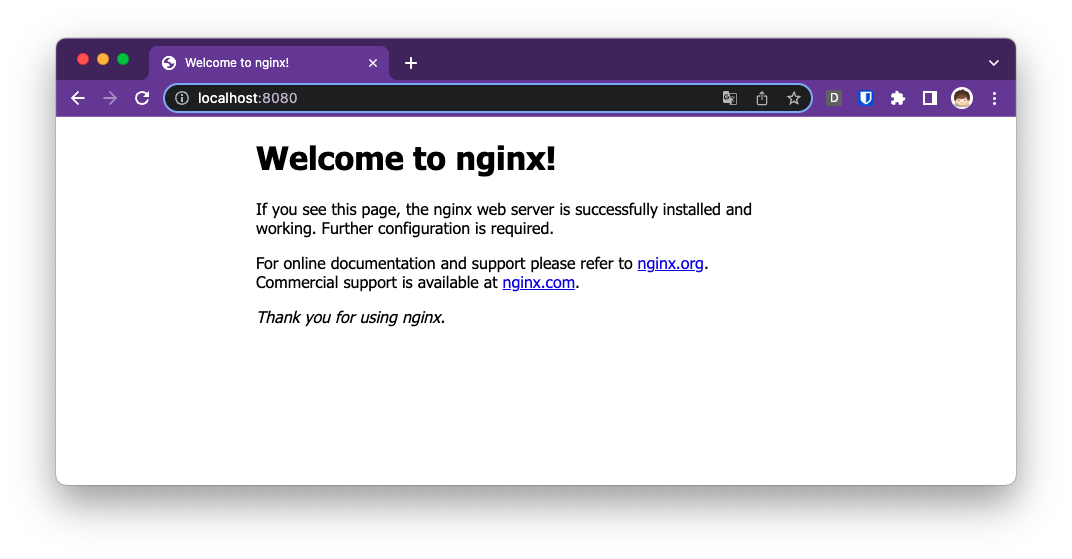 Welcome to nginx!
localhost:8080
D
Welcome to nginx!
If you see this page, the nginx web server is successfully installed and
working. Further configuration is required.
For online documentation and support please refer to nginx.org.
Commercial support is available at nginx.com.
Thank you for using nginx.